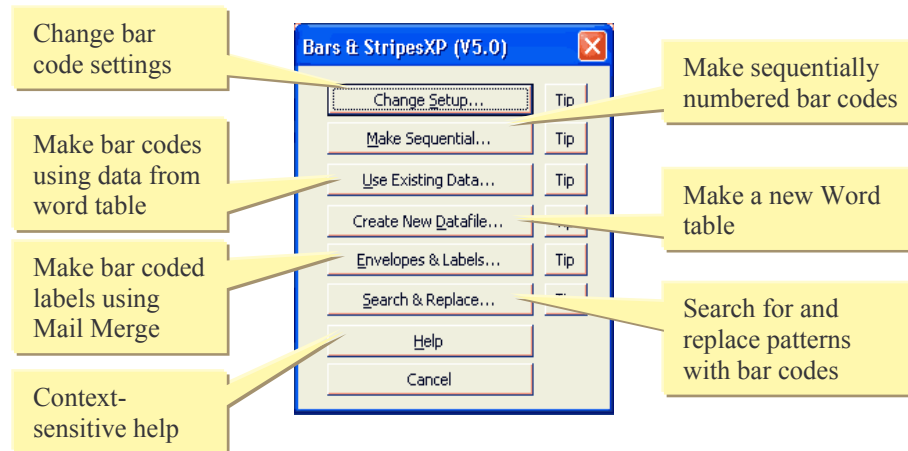 Change bar
code settings
Bars & StripesXP (V5.0)
Make sequentially
numbered bar codes
Change Setup... Tip
Make Sequential... Tip
Make bar codes
using data from
word table
Use Existing Data... Tip
Make a new Word
table
Create New Datafile...
Make bar coded
labels using
Mail Merge
Envelopes & Labels... Tip
Search & Replace...
Search for and
replace patterns
with bar codes
Help
Cancel
Context-
sensitive help